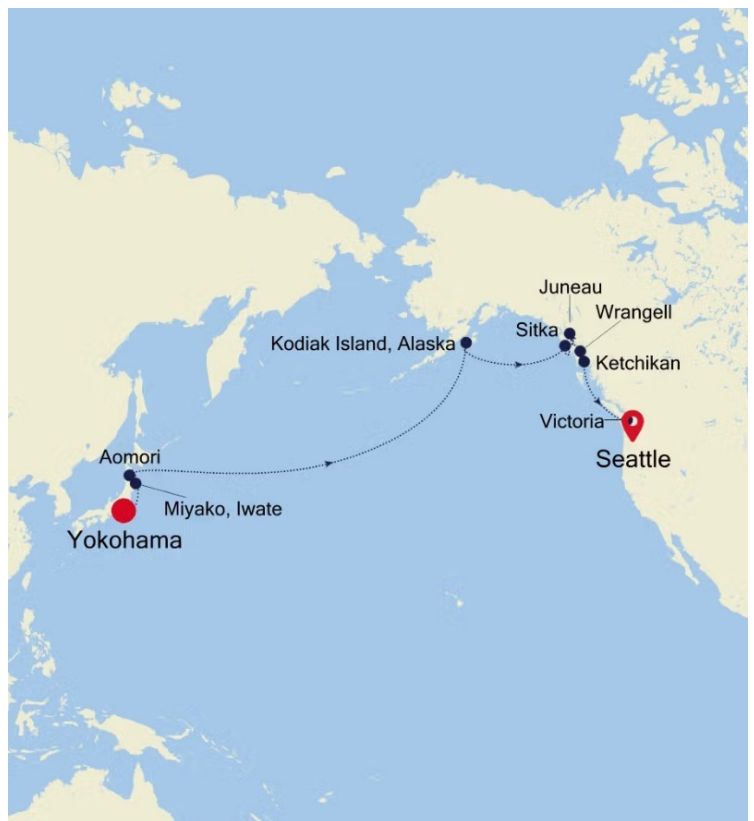 Juneau
Wrangell
Sitka
Kodiak Island, Alaska
Ketchikan
Victoria
Seattle
Aomori
Miyako, Iwate
Yokohama